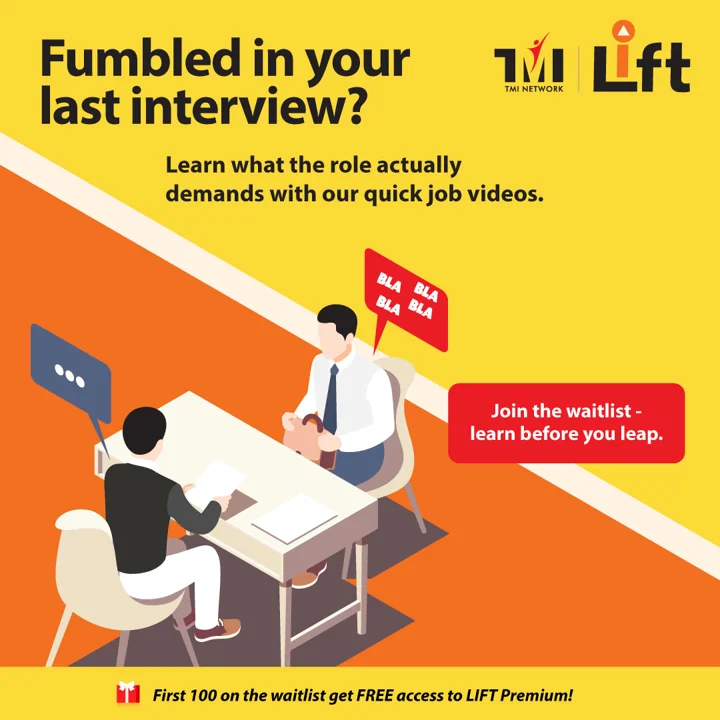 Fumbled in your
last interview?
TMI
TMI NETWORK
Lift
Learn what the role actually
demands with our quick job videos.
BLA BLA
BLA BLA
Join the waitlist -
learn before you leap.
First 100 on the waitlist get FREE access to LIFT Premium!